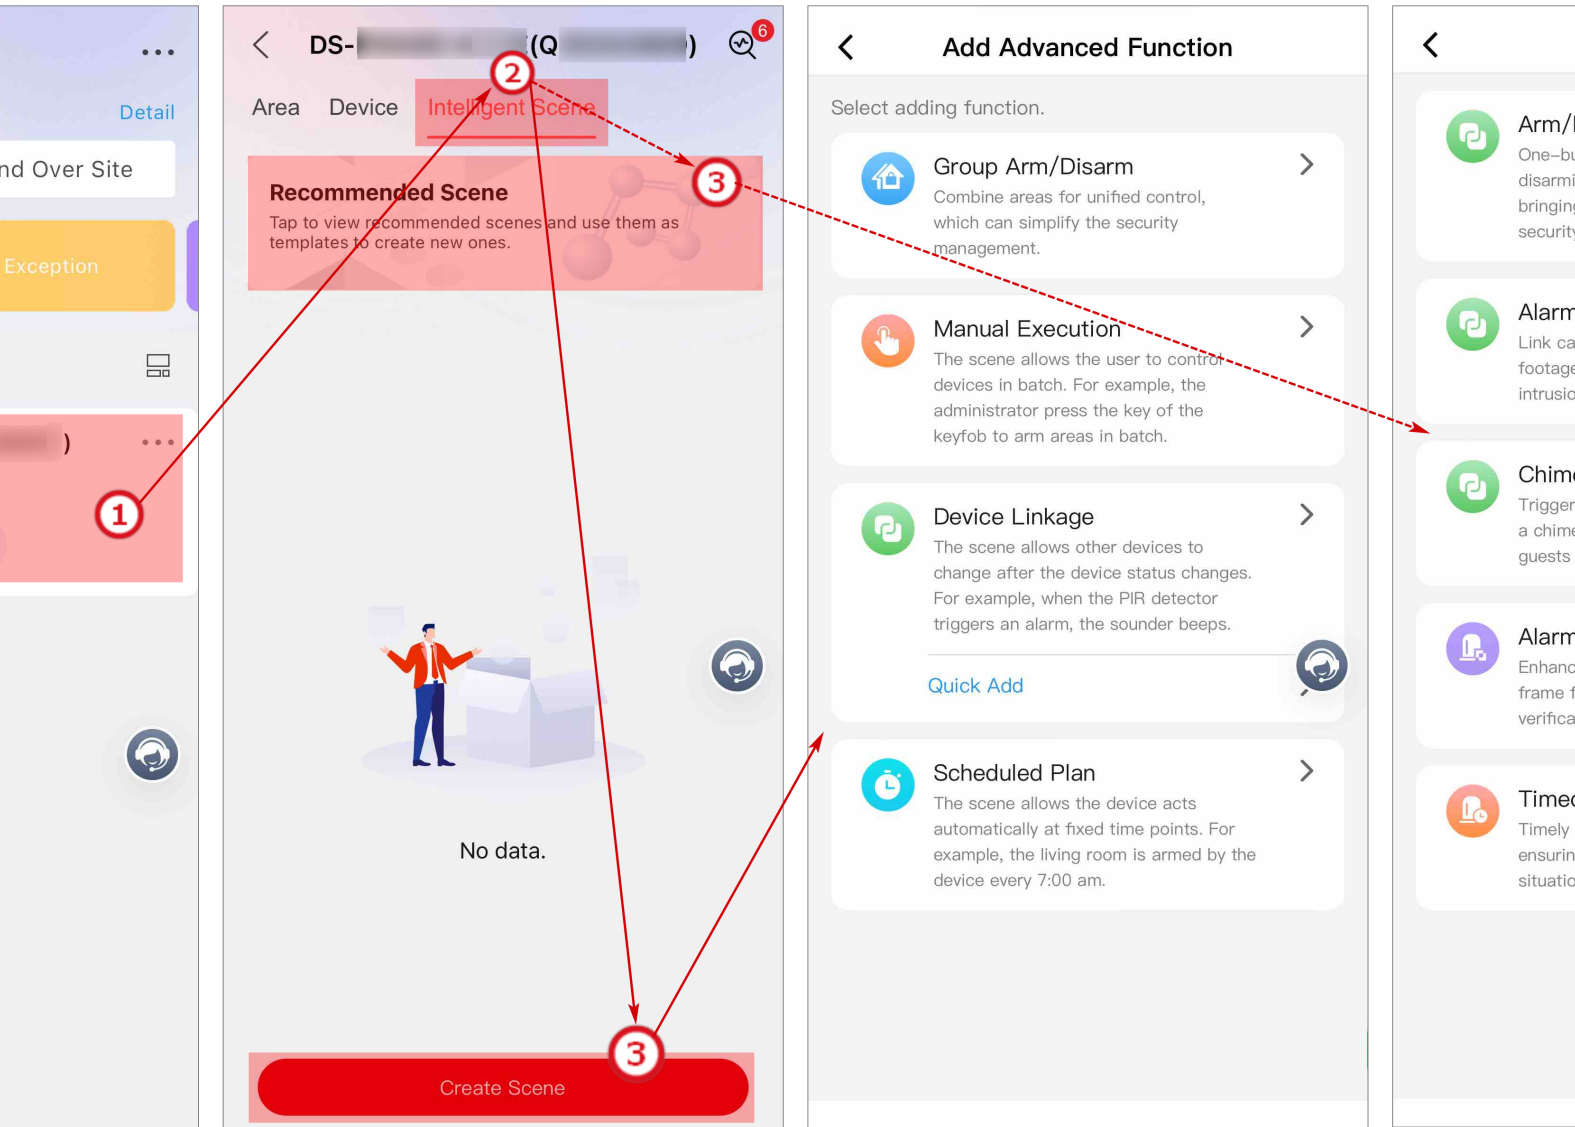 Detail
nd Over Site
Exception
)
1
DS-
(Q
)
6
2
Area
Device
Intelligent Scene
3
Recommended Scene
Tap to view recommended scenes and use them as
templates to create new ones.
No data.
3
Create Scene
Add Advanced Function
Select adding function.
Group Arm/Disarm
Combine areas for unified control,
which can simplify the security
management.
Manual Execution
The scene allows the user to control
devices in batch. For example, the
administrator press the key of the
keyfob to arm areas in batch.
Device Linkage
The scene allows other devices to
change after the device status changes.
For example, when the PIR detector
triggers an alarm, the sounder beeps.
Quick Add
Scheduled Plan
The scene allows the device acts
automatically at fixed time points. For
example, the living room is armed by the
device every 7:00 am.
Arm/
One-bu
disarmi
bringing
security
Alarm
Link ca
footage
intrusio
Chime
Trigger
a chime
guests
Alarm
Enhanc
frame f
verifica
Timed
Timely
ensurin
situatio